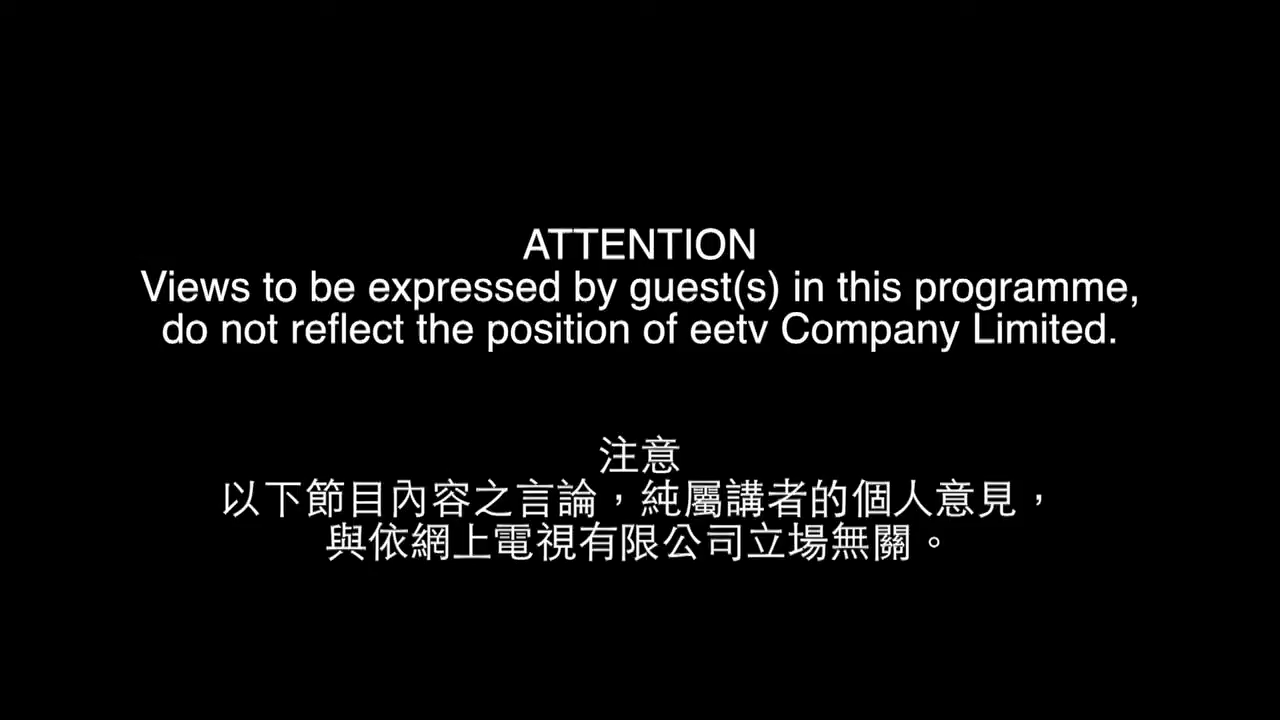 ATTENTION
Views to be expressed by guest(s) in this programme,
do not reflect the position of eetv Company Limited.
注意
以下節目內容之言論，純屬講者的個人意見，
與依網上電視有限公司立場無關。